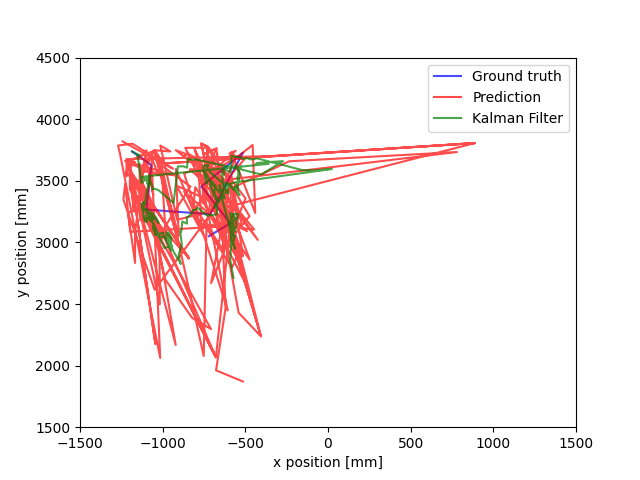 4500
4000
3500
3000
2500
2000
1500
y position [mm]
−1500
−1000
−500
0
500
1000
1500
x position [mm]
Ground truth
Prediction
Kalman Filter